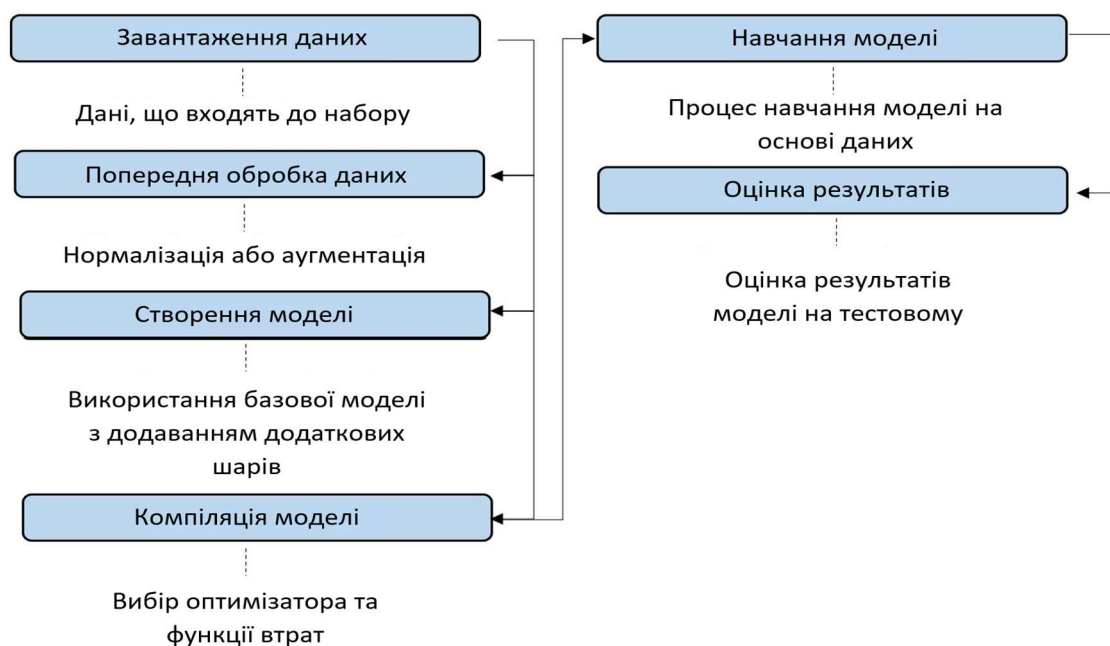 Завантаження даних
Дані, що входять до набору
Попередня обробка даних
Нормалізація або аугментація
Створення моделі
Використання базової моделі
з додаванням додаткових
шарів
Компіляція моделі
Вибір оптимізатора та
функції втрат
Навчання моделі
Процес навчання моделі на
основі даних
Оцінка результатів
Оцінка результатів
моделі на тестовому